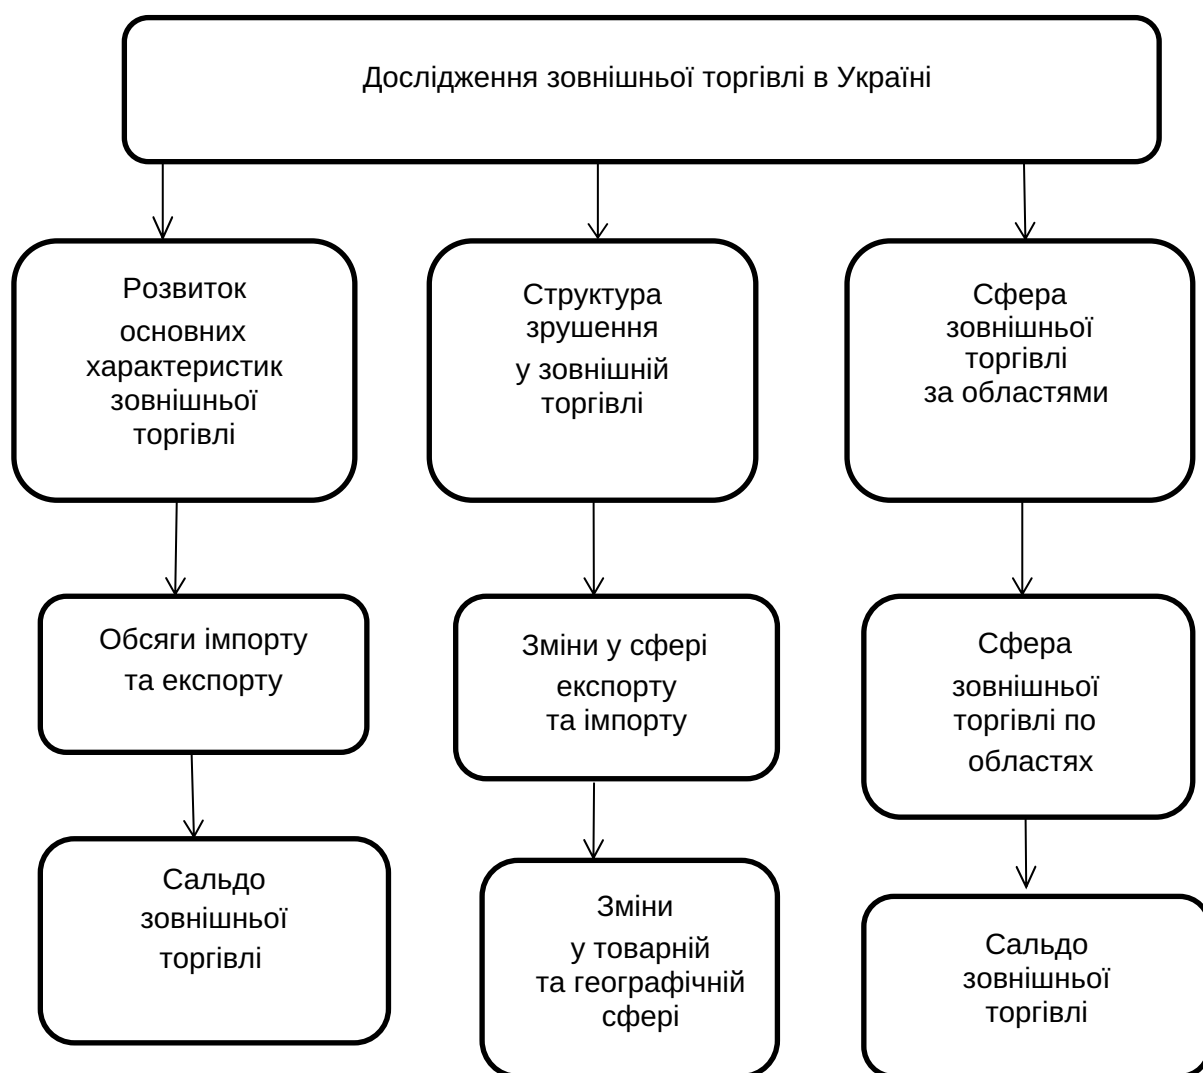 Дослідження зовнішньої торгівлі в Україні
Розвиток
основних
характеристик
зовнішньої
торгівлі
Структура
зрушення
у зовнішній
торгівлі
Сфера
зовнішньої
торгівлі
за областями
Обсяги імпорту
та експорту
Зміни у сфері
експорту
та імпорту
Сфера
зовнішньої
торгівлі по
областях
Сальдо
зовнішньої
торгівлі
Зміни
у товарній
та географічній
сфері
Сальдо
зовнішньої
торгівлі